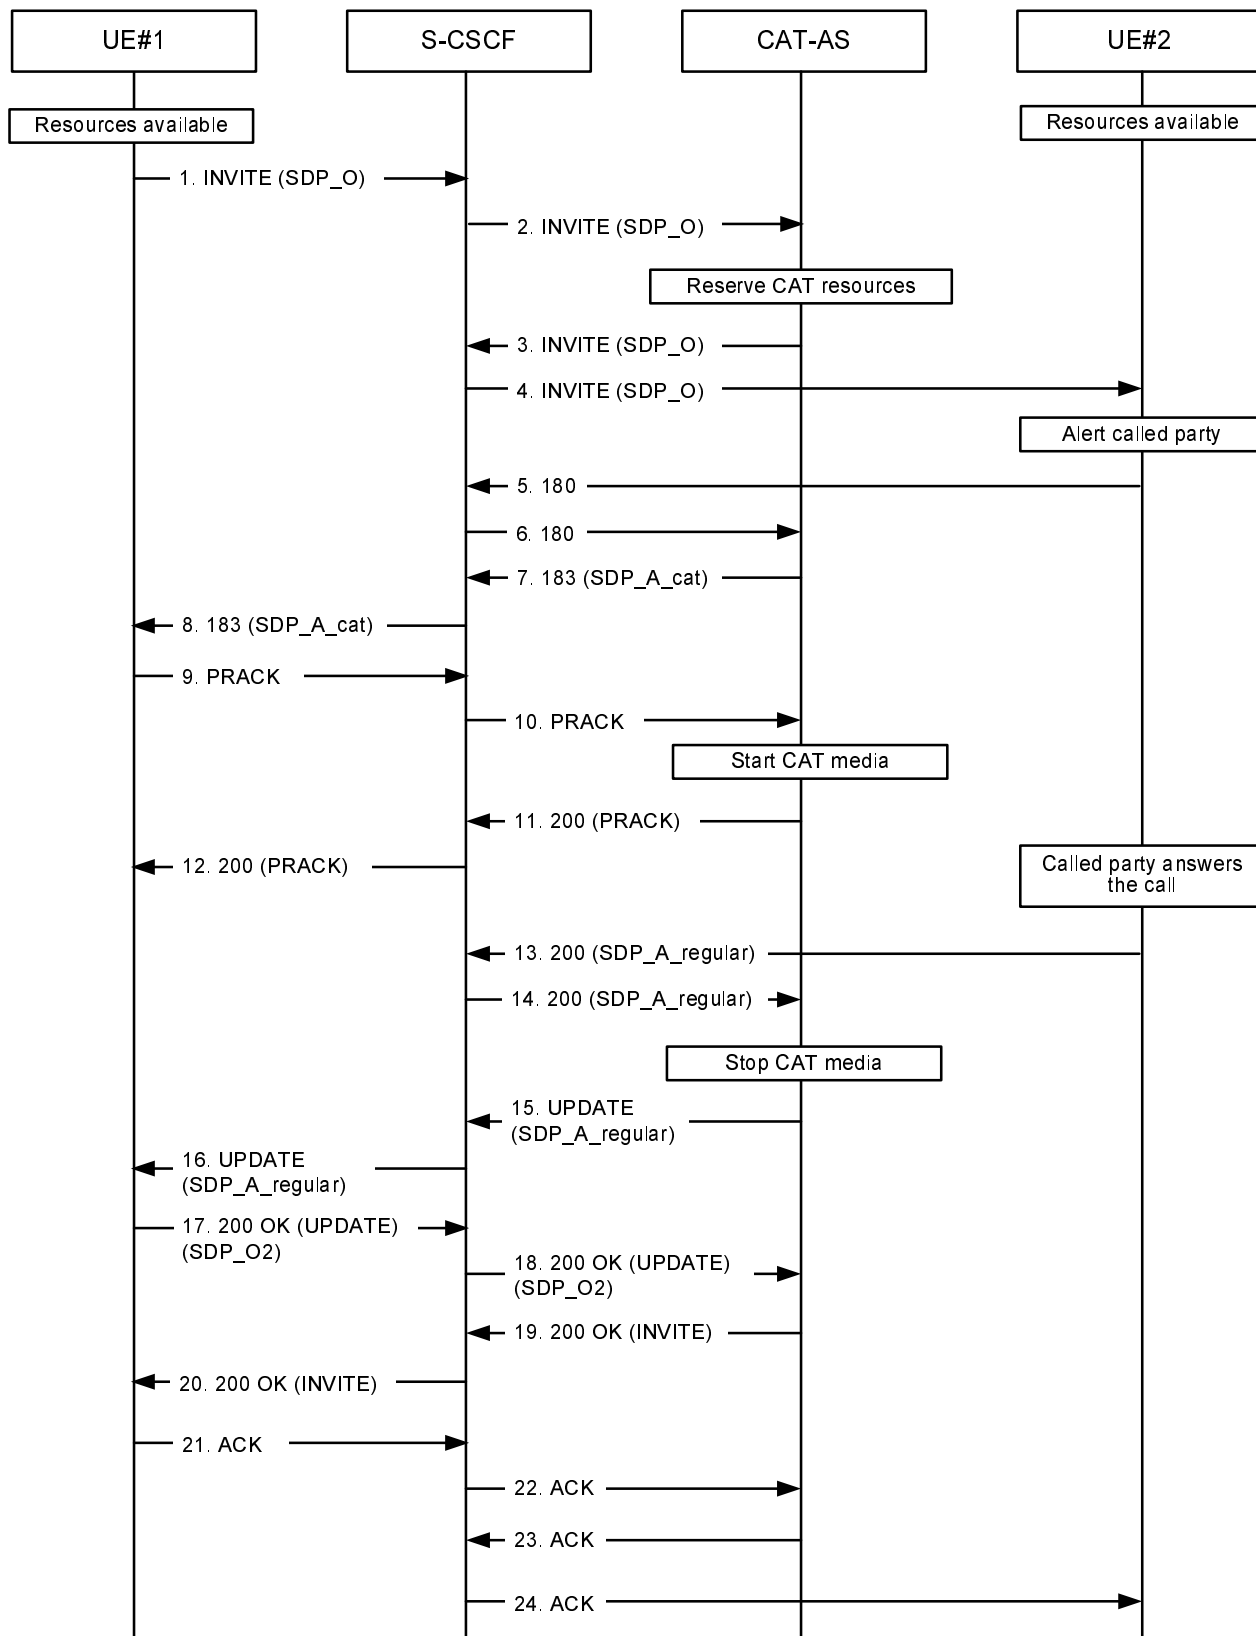 UE#1
S-CSCF
CAT-AS
UE#2
Resources available
Resources available
1. INVITE (SDP_O)
2. INVITE (SDP_O)
Reserve CAT resources
3. INVITE (SDP_O)
4. INVITE (SDP_O)
Alert called party
5. 180
6. 180
7. 183 (SDP_A_cat)
8. 183 (SDP_A_cat)
9. PRACK
10. PRACK
Start CAT media
11. 200 (PRACK)
12. 200 (PRACK)
Called party answers
the call
13. 200 (SDP_A_regular)
14. 200 (SDP_A_regular)
Stop CAT media
15. UPDATE
(SDP_A_regular)
16. UPDATE
(SDP_A_regular)
17. 200 OK (UPDATE)
(SDP_O2)
18. 200 OK (UPDATE)
(SDP_O2)
19. 200 OK (INVITE)
20. 200 OK (INVITE)
21. ACK
22. ACK
23. ACK
24. ACK